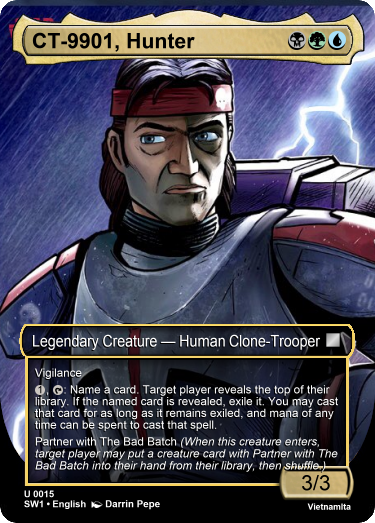 CT-9901, Hunter
Legendary Creature — Human Clone-Trooper
Vigilance
1, T: Name a card. Target player reveals the top of their
library. If the named card is revealed, exile it. You may cast
that card for as long as it remains exiled, and mana of any
time can be spent to cast that spell.
Partner with The Bad Batch (When this creature enters,
target player may put a creature card with Partner with The
Bad Batch into their hand from their library, then shuffle.)
3/3
U 0015
SW1 • English Darrin Pepe
Vietnamita